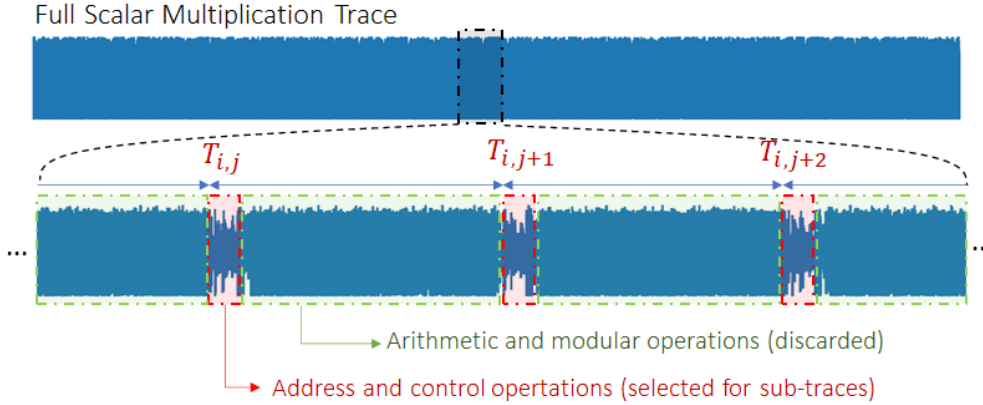 Full Scalar Multiplication Trace
T_{i,j} T_{i,j+1} T_{i,j+2}
... ..
Arithmetic and modular operations (discarded)
Address and control opertations (selected for sub-traces)